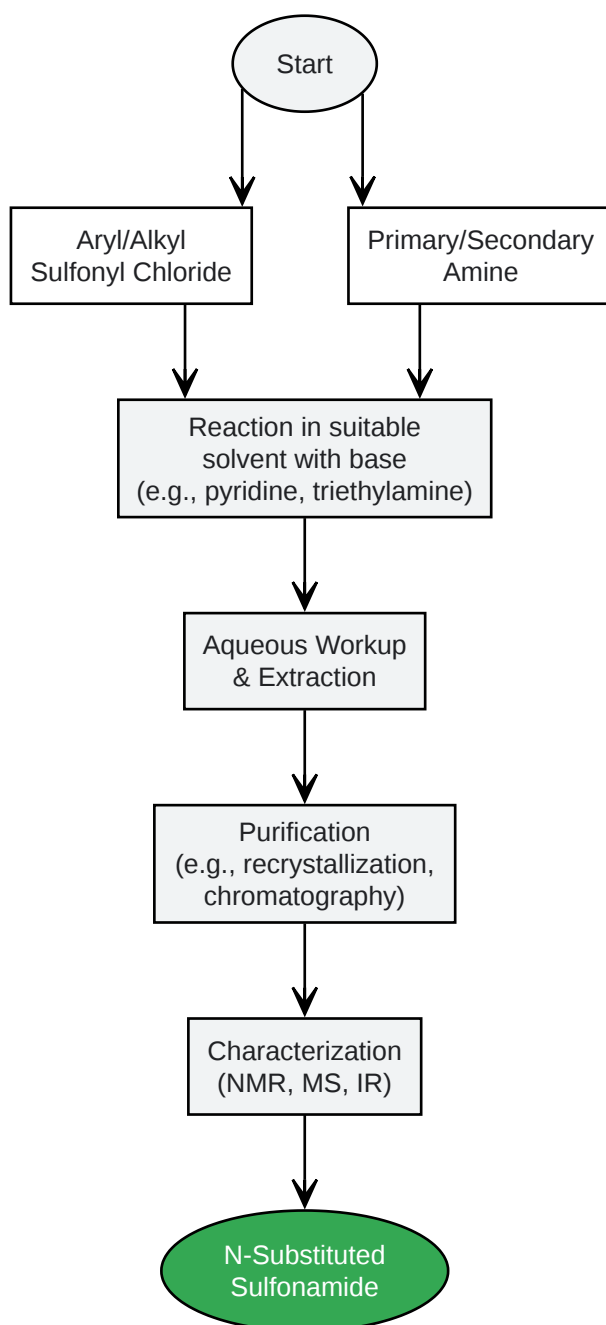 Start
Aryl/Alkyl
Sulfonyl Chloride
Primary/Secondary
Amine
Reaction in suitable
solvent with base
(e.g., pyridine, triethylamine)
Aqueous Workup
& Extraction
Purification
(e.g., recrystallization,
chromatography)
Characterization
(NMR, MS, IR)
N-Substituted
Sulfonamide